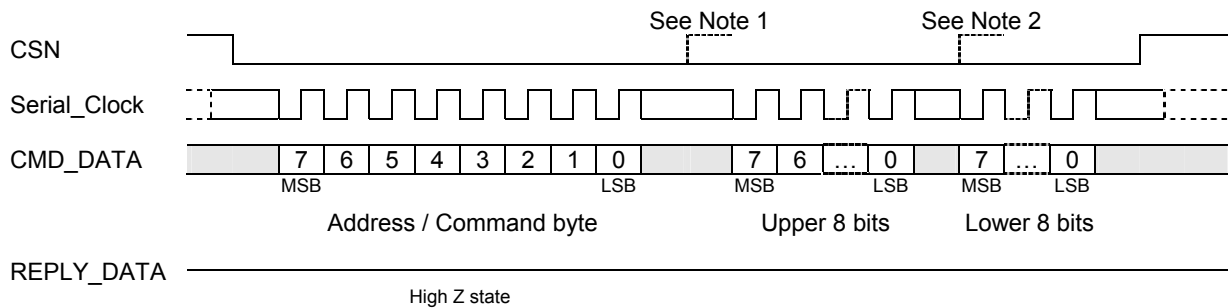 See Note 1 See Note 2
CSN
Serial_Clock
CMD_DATA 7 6 5 4 3 2 1 0 7 6 ... 0 7 ... 0
MSB LSB MSB LSB MSB LSB
Address / Command byte Upper 8 bits Lower 8 bits
REPLY_DATA
High Z state